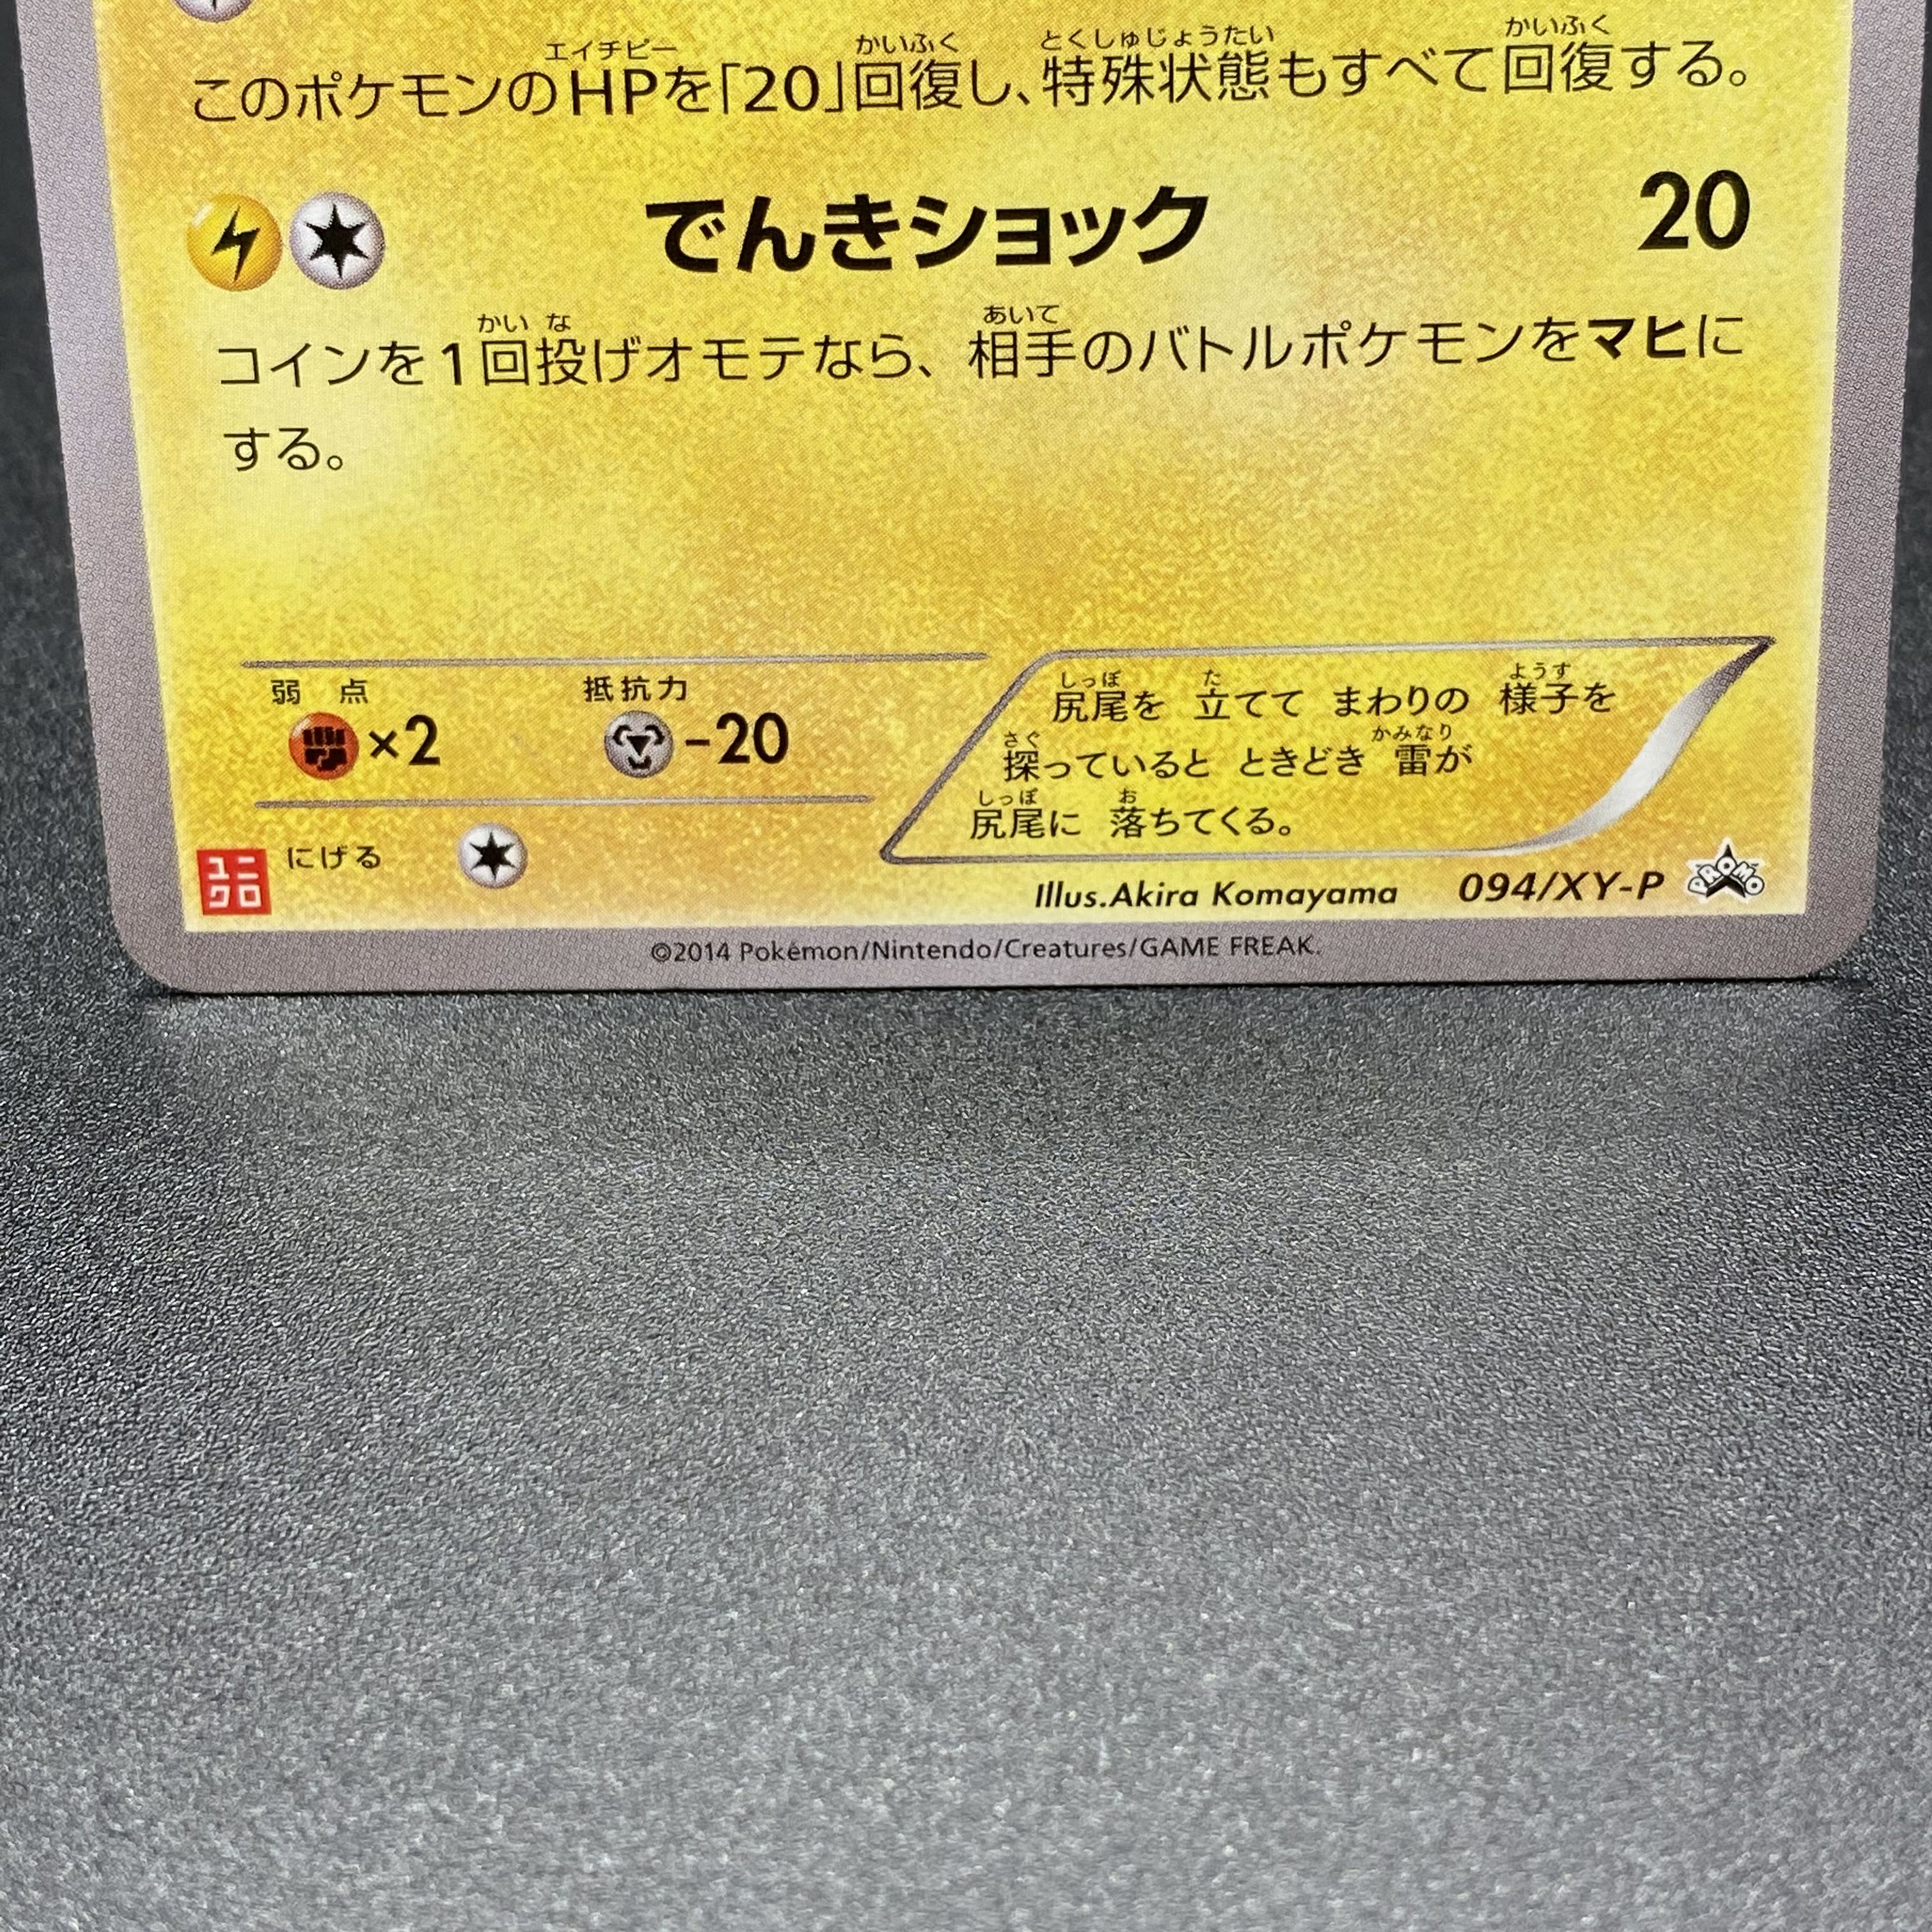 このポケモンのHPを「20」回復し、特殊状態もすべて回復する。
エイチピー かいふく とくしゅじょうたい かいふく
でんきショック 20
コインを1回投げオモテなら、相手のバトルポケモンをマヒに
かい な あいて
する。
弱点 抵抗力
×2 -20
にげる
ユニクロ
尻尾を 立てて まわりの 様子を
しっぽ た ようす
探っていると ときどき 雷が
さぐ かみなり
尻尾に 落ちてくる。
しっぽ お
Illus.Akira Komayama 094/XY-P PROMO
©2014 Pokémon/Nintendo/Creatures/GAME FREAK.